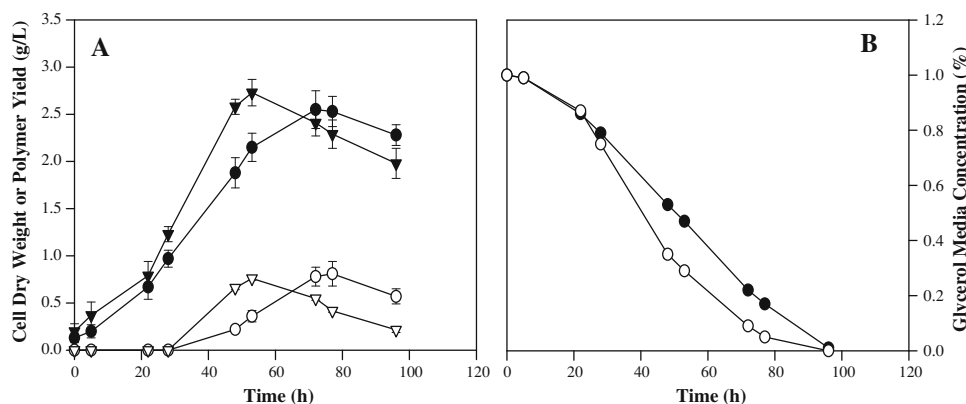 Cell Dry Weight or Polymer Yield (g/L)
3.5
3.0
2.5
2.0
1.5
1.0
0.5
0.0
A
0 20 40 60 80 100 120
Time (h)
B
0 20 40 60 80 100 120
Time (h)
1.2
1.0
0.8
0.6
0.4
0.2
0.0
Glycerol Media Concentration (%)